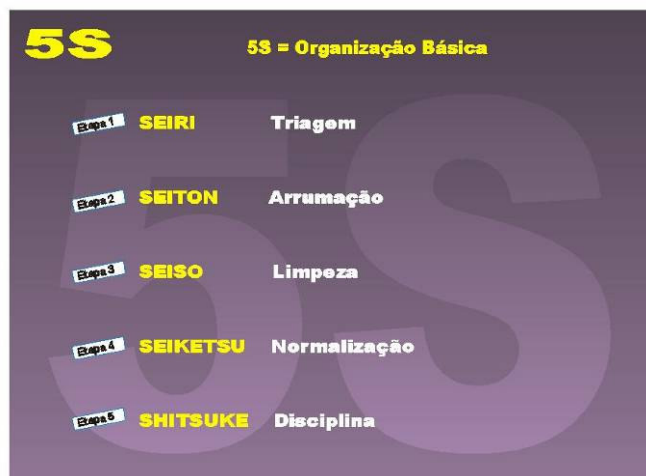 5S
5S = Organização Básica
Etapa 1 SEIRI Triagem
Etapa 2 SEITON Arrumação
Etapa 3 SEISO Limpeza
Etapa 4 SEIKETSU Normalização
Etapa 5 SHITSUKE Disciplina
5S